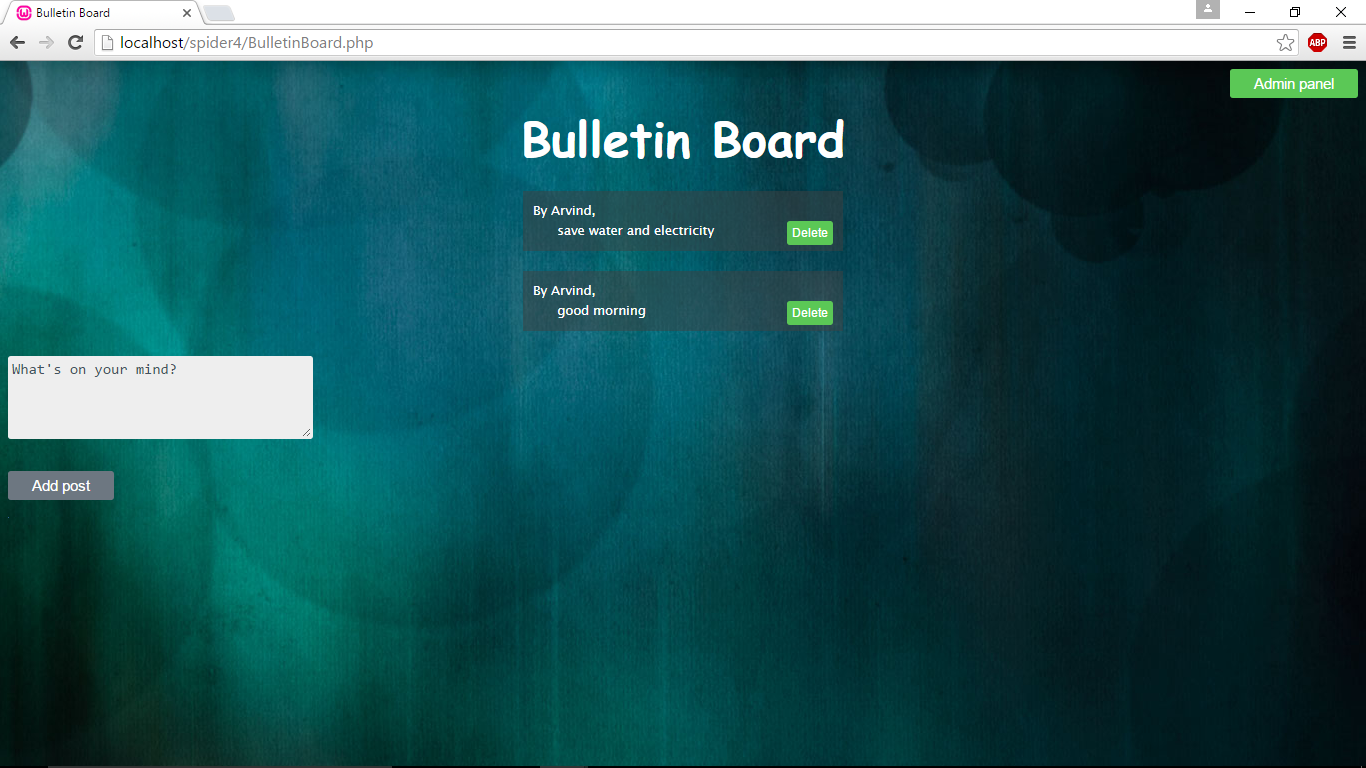 Bulletin Board
localhost/spider4/BulletinBoard.php
ABP
Admin panel
Bulletin Board
By Arvind,
save water and electricity
Delete
By Arvind,
good morning
Delete
What's on your mind?
Add post